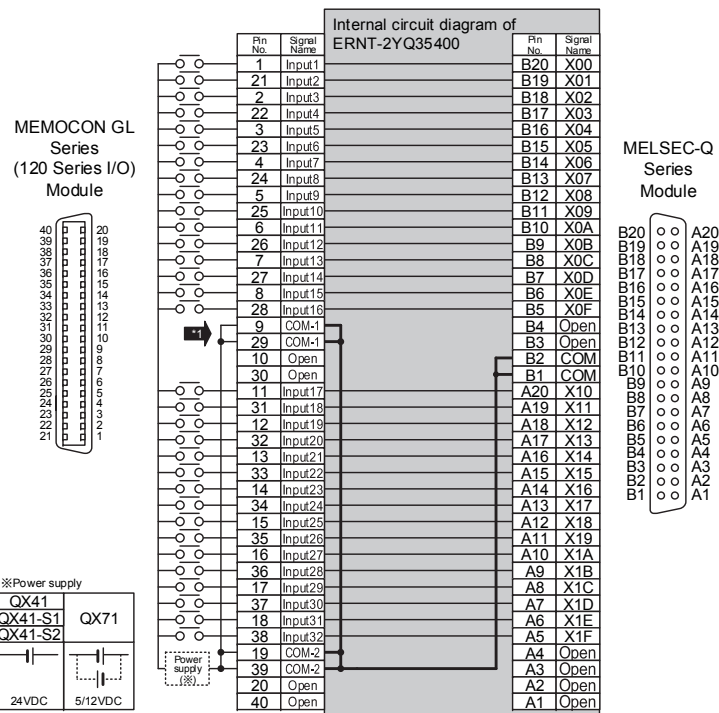 Internal circuit diagram of
ERNT-2YQ35400
Pin No. Signal Name Pin No. Signal Name
1 Input1 B20 X00
21 Input2 B19 X01
2 Input3 B18 X02
22 Input4 B17 X03
3 Input5 B16 X04
23 Input6 B15 X05
4 Input7 B14 X06
24 Input8 B13 X07
5 Input9 B12 X08
25 Input10 B11 X09
6 Input11 B10 X0A
26 Input12 B9 X0B
7 Input13 B8 X0C
27 Input14 B7 X0D
8 Input15 B6 X0E
28 Input16 B5 X0F
9 COM-1 B4 Open
29 COM-1 B3 Open
10 Open B2 COM
30 Open B1 COM
11 Input17 A20 X10
31 Input18 A19 X11
12 Input19 A18 X12
32 Input20 A17 X13
13 Input21 A16 X14
33 Input22 A15 X15
14 Input23 A14 X16
34 Input24 A13 X17
15 Input25 A12 X18
35 Input26 A11 X19
16 Input27 A10 X1A
36 Input28 A9 X1B
17 Input29 A8 X1C
37 Input30 A7 X1D
18 Input31 A6 X1E
38 Input32 A5 X1F
19 COM-2 A4 Open
39 COM-2 A3 Open
20 Open A2 Open
40 Open A1 Open
*1
Power
supply
(※)
MEMOCON GL
Series
(120 Series I/O)
Module
40 20
39 19
38 18
37 17
36 16
35 15
34 14
33 13
32 12
31 11
30 10
29 9
28 8
27 7
26 6
25 5
24 4
23 3
22 2
21 1
MELSEC-Q
Series
Module
B20 A20
B19 A19
B18 A18
B17 A17
B16 A16
B15 A15
B14 A14
B13 A13
B12 A12
B11 A11
B10 A10
B9 A9
B8 A8
B7 A7
B6 A6
B5 A5
B4 A4
B3 A3
B2 A2
B1 A1
※Power supply
QX41
QX41-S1
QX41-S2
QX71
24VDC 5/12VDC